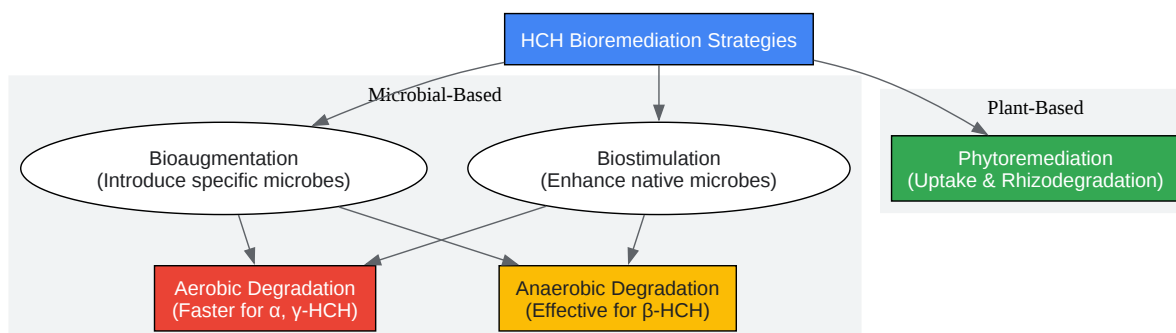 HCH Bioremediation Strategies
Microbial-Based
Plant-Based
Bioaugmentation
(Introduce specific microbes)
Biostimulation
(Enhance native microbes)
Phytoremediation
(Uptake & Rhizodegradation)
Aerobic Degradation
(Faster for α, γ-HCH)
Anaerobic Degradation
(Effective for β-HCH)